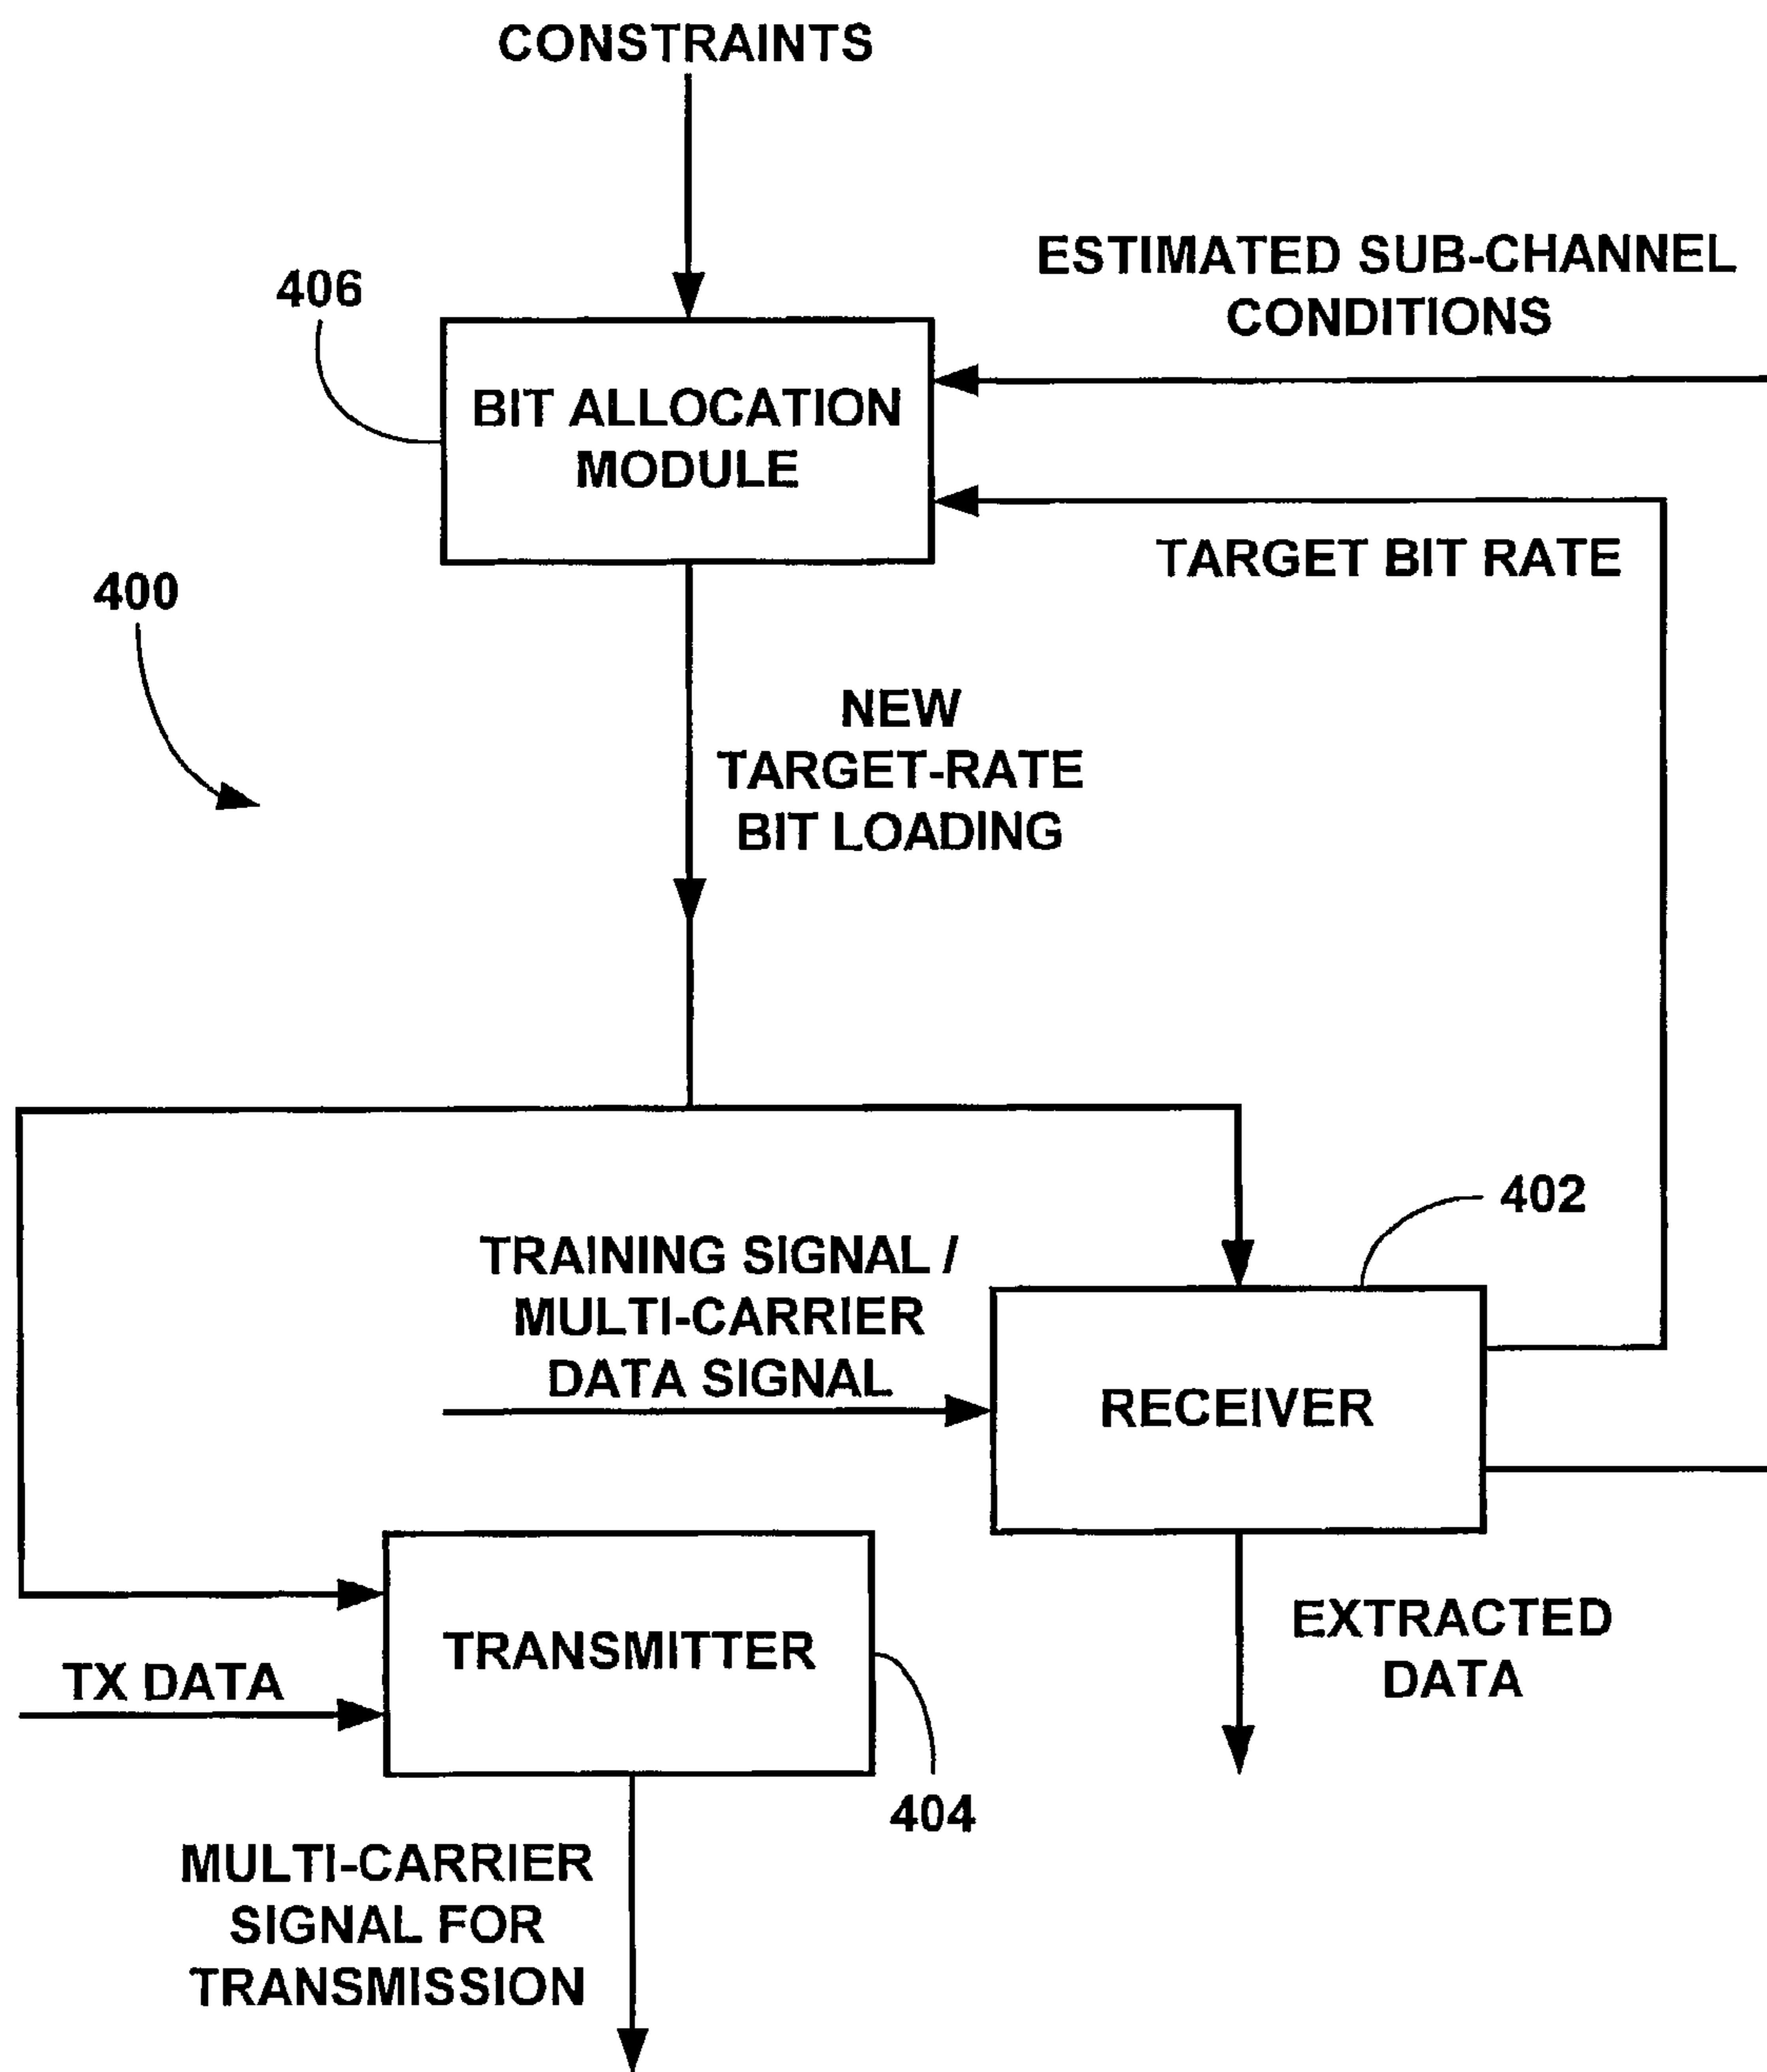 CONSTRAINTS
406
ESTIMATED SUB-CHANNEL
CONDITIONS
BIT ALLOCATION
MODULE
TARGET BIT RATE
400
NEW
TARGET-RATE
BIT LOADING
402
TRAINING SIGNAL /
MULTI-CARRIER
DATA SIGNAL
RECEIVER
TRANSMITTER
TX DATA
EXTRACTED
DATA
404
MULTI-CARRIER
SIGNAL FOR
TRANSMISSION